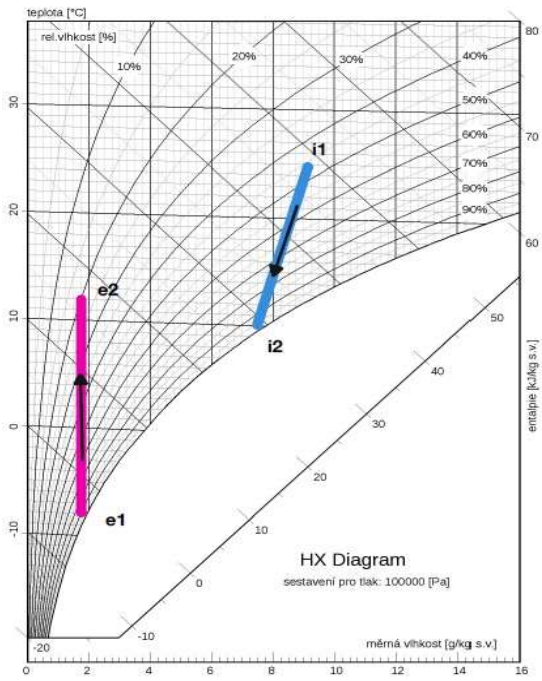 teplota [°C]
rel.vlhkost [%]
10%
20%
30%
40%
50%
60%
70%
80%
90%
80
70
60
30
20
10
0
-10
i1
i2
e2
e1
50
40
30
20
10
0
-10
-20
entalpie [kJ/kg s.v.]
HX Diagram
sestavení pro tlak: 100000 [Pa]
měrná vlhkost [g/kg s.v.]
0 2 4 6 8 10 12 14 16